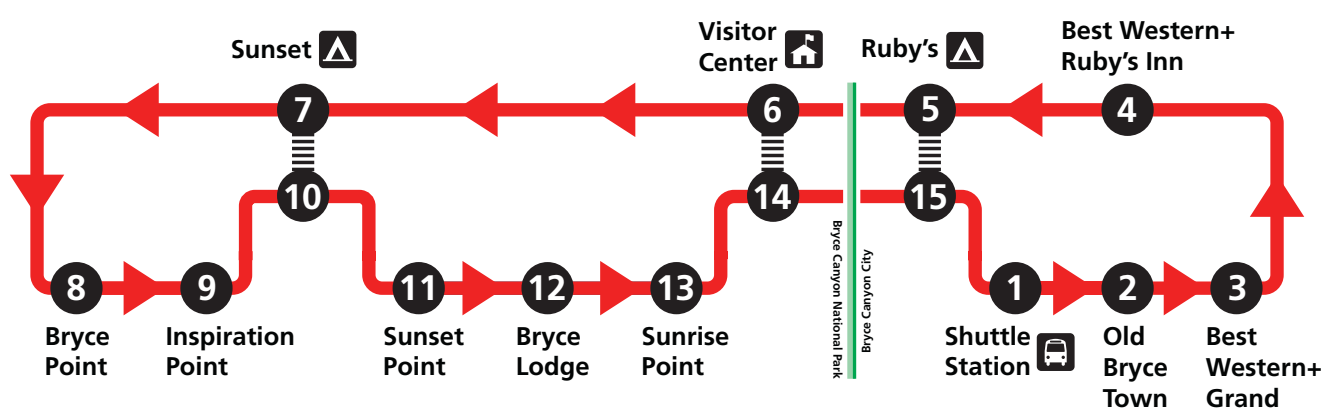 Sunset
Visitor
Center
Ruby's
Best Western+
Ruby's Inn
7
6
5
4
10
14
15
8
9
11
12
13
1
2
3
Bryce
Point
Inspiration
Point
Sunset
Point
Bryce
Lodge
Sunrise
Point
Bryce Canyon National Park
Bryce Canyon City
Shuttle
Station
Old
Bryce
Town
Best
Western+
Grand